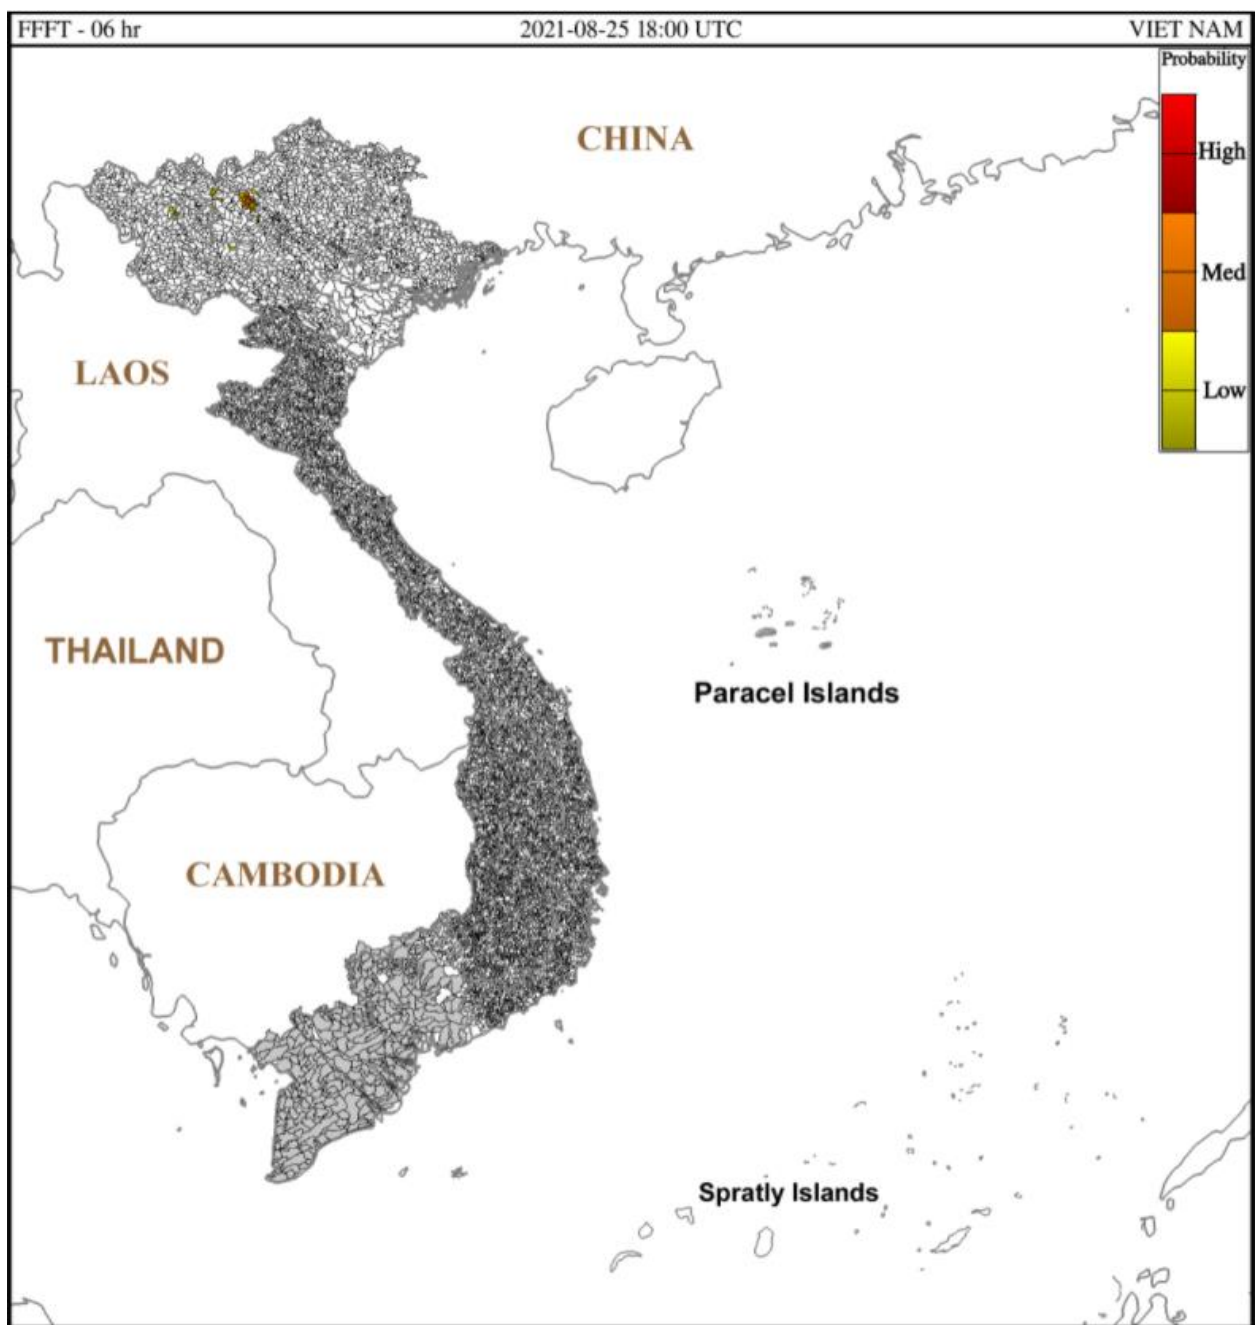 FFFT - 06 hr 2021-08-25 18:00 UTC VIET NAM
Probability
CHINA
High
Med
LAOS
Low
THAILAND
Paracel Islands
CAMBODIA
Spratly Islands